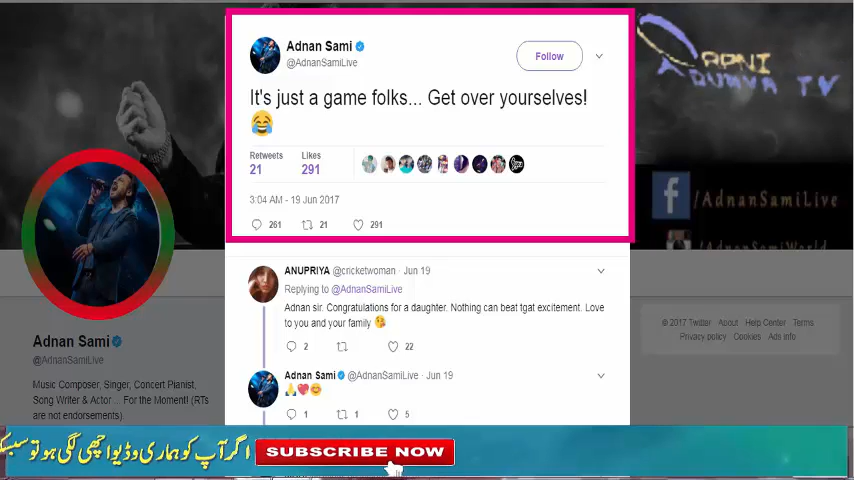 Adnan Sami
@AdnanSamiLive
Follow
It's just a game folks... Get over yourselves!
😂
Retweets Likes
21 291
3:04 AM - 19 Jun 2017
261 21 291
ANUPRIYA @cricketwoman · Jun 19
Replying to @AdnanSamiLive
Adnan sir. Congratulations for a daughter. Nothing can beat tgat excitement. Love
to you and your family 😘
2 22
Adnan Sami @AdnanSamiLive · Jun 19
🙏💖😊
1 1 5
Adnan Sami
@AdnanSamiLive
Music Composer, Singer, Concert Pianist,
Song Writer & Actor ... For the Moment! (RTs
are not endorsements).
APNI
DUNYA TV
f/AdnanSamiLive
/AdnanSamiWorld
© 2017 Twitter About Help Center Terms
Privacy policy Cookies Ads info
اگر آپ کو ہماری وڈیو اچھی لگی ہو تو
SUBSCRIBE NOW